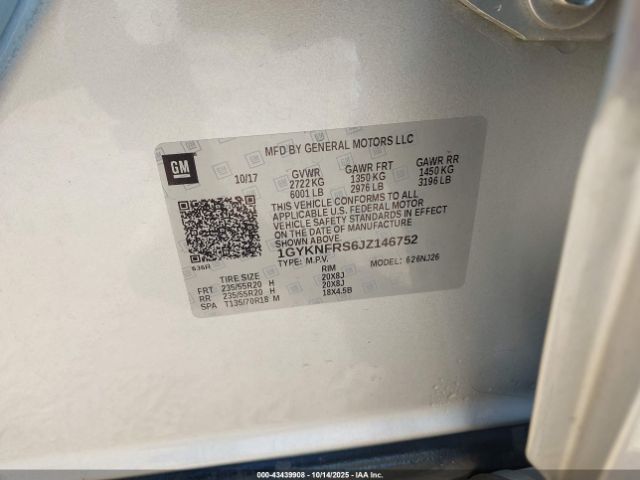 MFD BY GENERAL MOTORS LLC
GM
10/17 GVWR GAWR FRT GAWR RR
2722 KG 1350 KG 1450 KG
6001 LB 2976 LB 3196 LB
THIS VEHICLE CONFORMS TO ALL
APPLICABLE U.S. FEDERAL MOTOR
VEHICLE SAFETY STANDARDS IN EFFECT
ON THE DATE OF MANUFACTURE
SHOWN ABOVE.
1GYKNFRS6JZ146752
TYPE: M.P.V. MODEL: 626NJ26
TIRE SIZE RIM
FRT 235/55R20 H 20X8J
RR 235/55R20 H 20X8J
SPA T135/70R18 M 18X4.5B
000-43439908 - 10/14/2025 - IAA Inc.